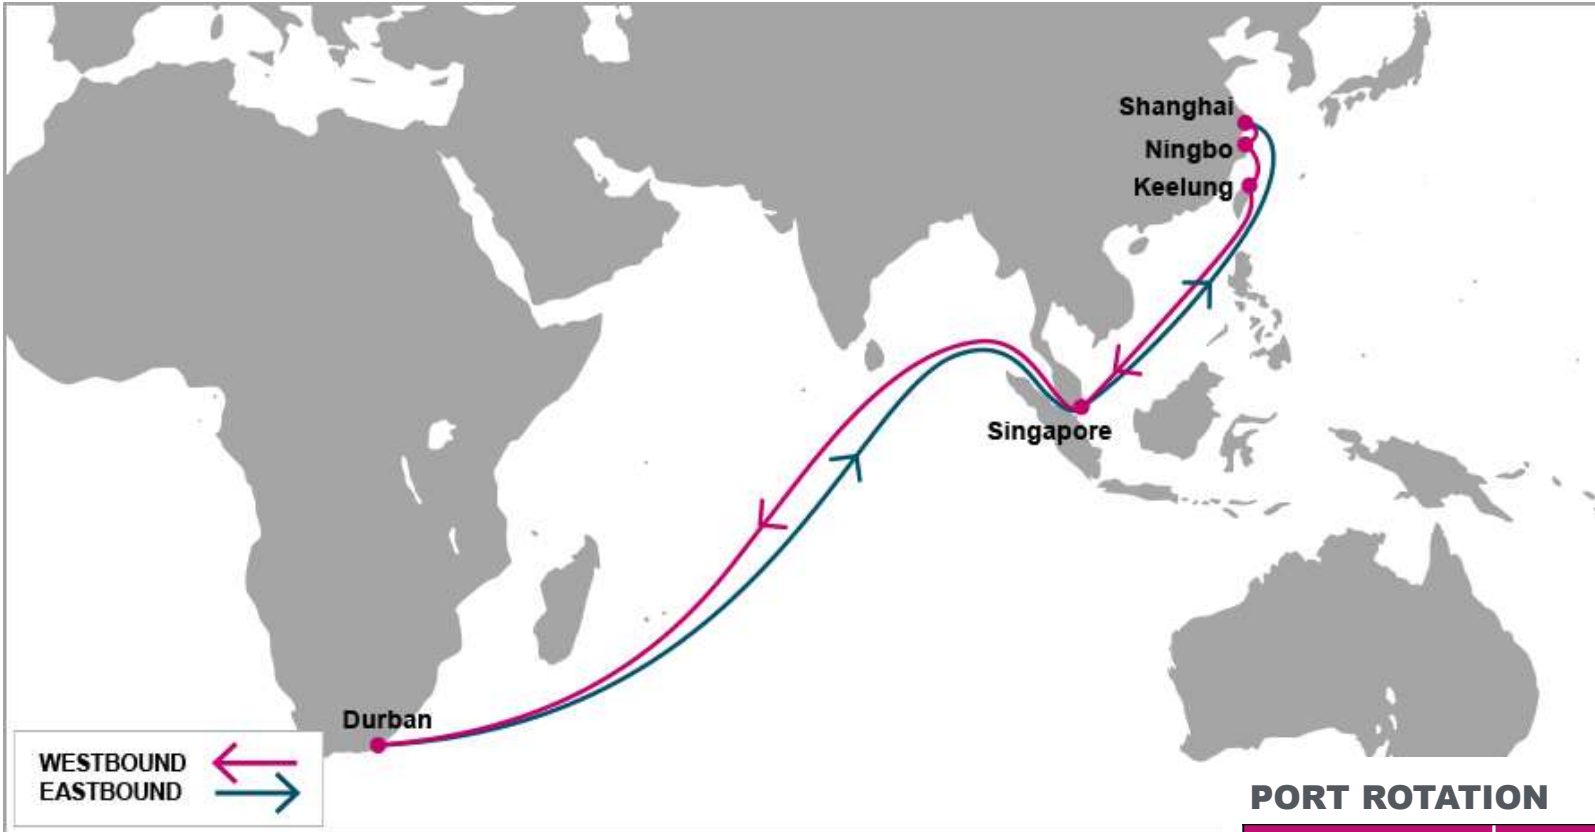 Shanghai
Ningbo
Keelung
Singapore
Durban
WESTBOUND
EASTBOUND
PORT ROTATION